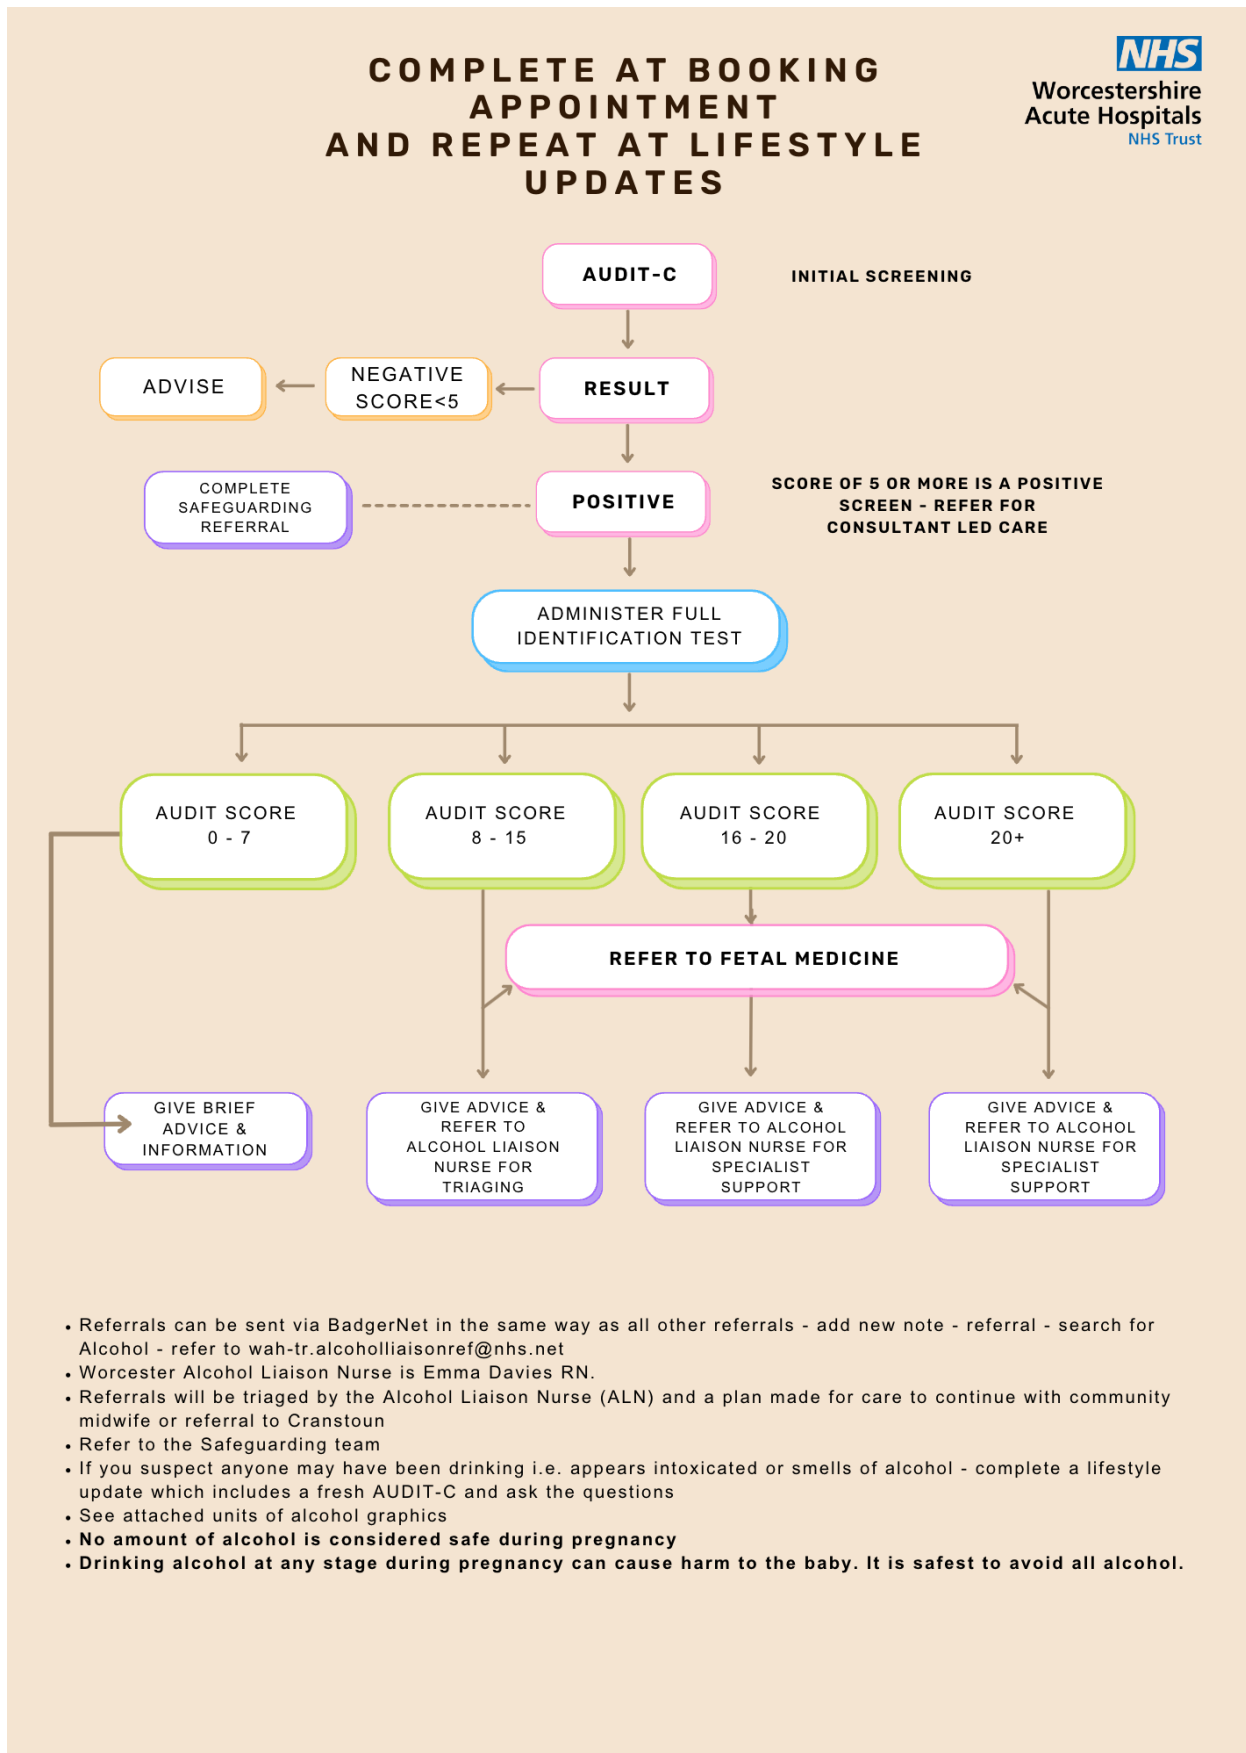 COMPLETE AT BOOKING
APPOINTMENT
AND REPEAT AT LIFESTYLE
UPDATES
NHS
Worcestershire
Acute Hospitals
NHS Trust
AUDIT-C
INITIAL SCREENING
ADVISE
NEGATIVE
SCORE<5
RESULT
COMPLETE
SAFEGUARDING
REFERRAL
POSITIVE
SCORE OF 5 OR MORE IS A POSITIVE
SCREEN - REFER FOR
CONSULTANT LED CARE
ADMINISTER FULL
IDENTIFICATION TEST
AUDIT SCORE
0 - 7
AUDIT SCORE
8 - 15
AUDIT SCORE
16 - 20
AUDIT SCORE
20+
REFER TO FETAL MEDICINE
GIVE BRIEF
ADVICE &
INFORMATION
GIVE ADVICE &
REFER TO
ALCOHOL LIAISON
NURSE FOR
TRIAGING
GIVE ADVICE &
REFER TO ALCOHOL
LIAISON NURSE FOR
SPECIALIST
SUPPORT
GIVE ADVICE &
REFER TO ALCOHOL
LIAISON NURSE FOR
SPECIALIST
SUPPORT
• Referrals can be sent via BadgerNet in the same way as all other referrals - add new note - referral - search for
Alcohol - refer to wah-tr.alcoholliaisonref@nhs.net
• Worcester Alcohol Liaison Nurse is Emma Davies RN.
• Referrals will be triaged by the Alcohol Liaison Nurse (ALN) and a plan made for care to continue with community
midwife or referral to Cranstoun
• Refer to the Safeguarding team
• If you suspect anyone may have been drinking i.e. appears intoxicated or smells of alcohol - complete a lifestyle
update which includes a fresh AUDIT-C and ask the questions
• See attached units of alcohol graphics
• No amount of alcohol is considered safe during pregnancy
• Drinking alcohol at any stage during pregnancy can cause harm to the baby. It is safest to avoid all alcohol.